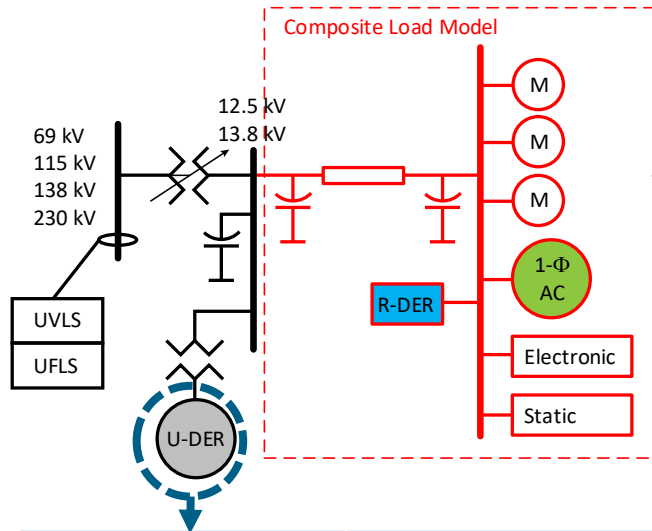 Composite Load Model
12.5 kV
13.8 kV
69 kV
115 kV
138 kV
230 kV
M
M
M
1-Φ
AC
R-DER
UVLS
UFLS
Electronic
Static
U-DER